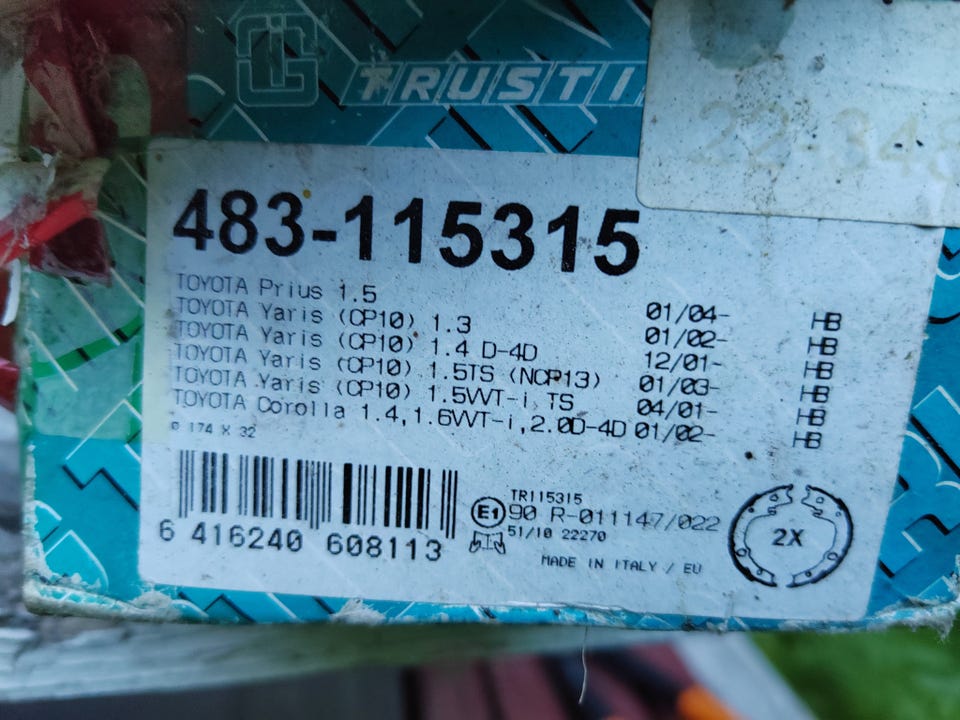 TRUSTI
483-115315
TOYOTA Prius 1.5 01/04- HB
TOYOTA Yaris (CP10) 1.3 01/02- HB
TOYOTA Yaris (CP10) 1.4 D-4D 12/01- HB
TOYOTA Yaris (CP10) 1.5TS (NCP13) 01/03- HB
TOYOTA Yaris (CP10) 1.5VVT-i TS 04/01- HB
TOYOTA Corolla 1.4,1.6VVT-i,2.0D-4D 01/02- HB
Ø 174 X 32
TR115315
E1 90 R-011147/022
51/10 22270
6 416240 608113
MADE IN ITALY / EU
2X